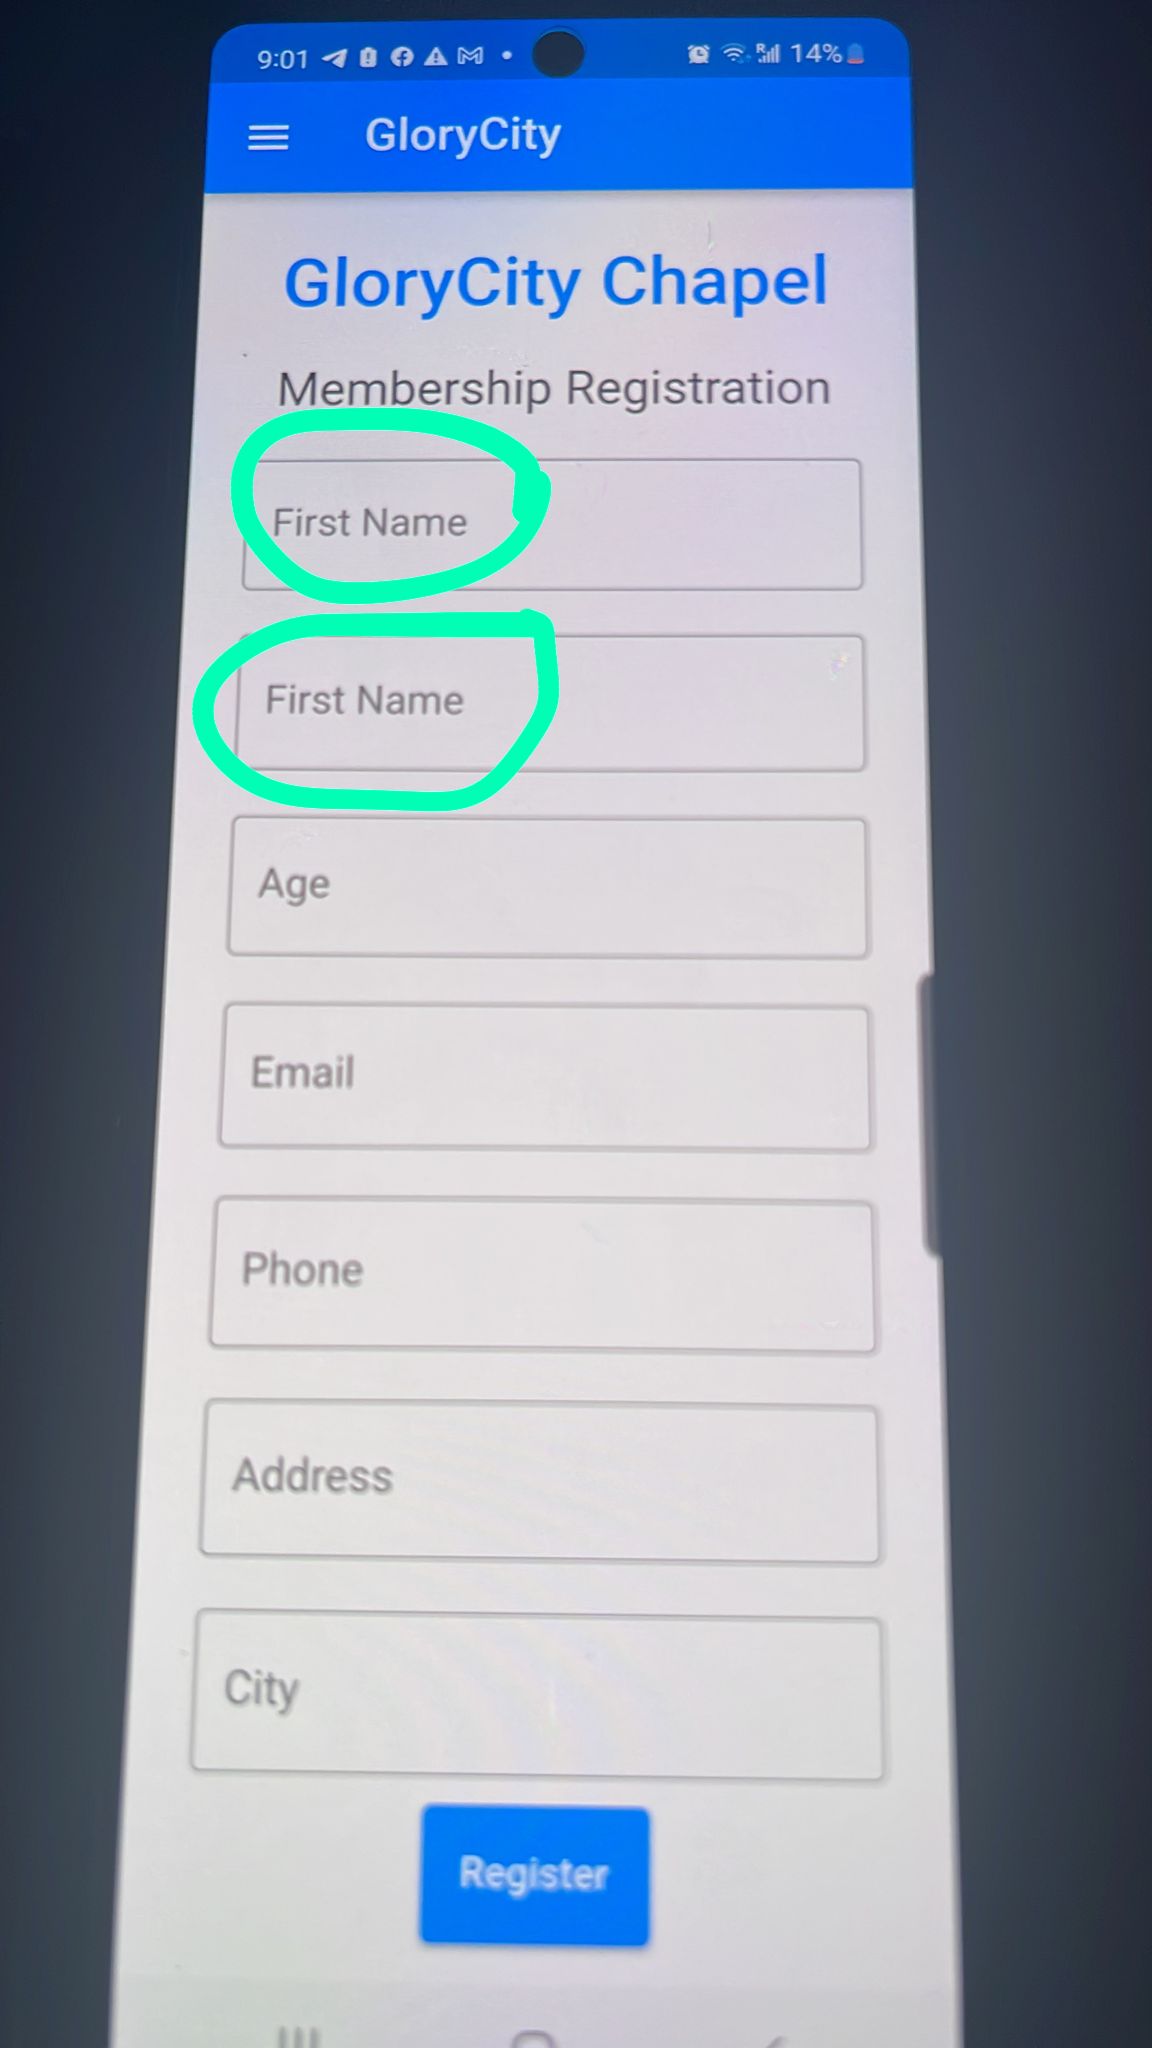 9:01 14%
GloryCity
GloryCity Chapel
Membership Registration
First Name
First Name
Age
Email
Phone
Address
City
Register